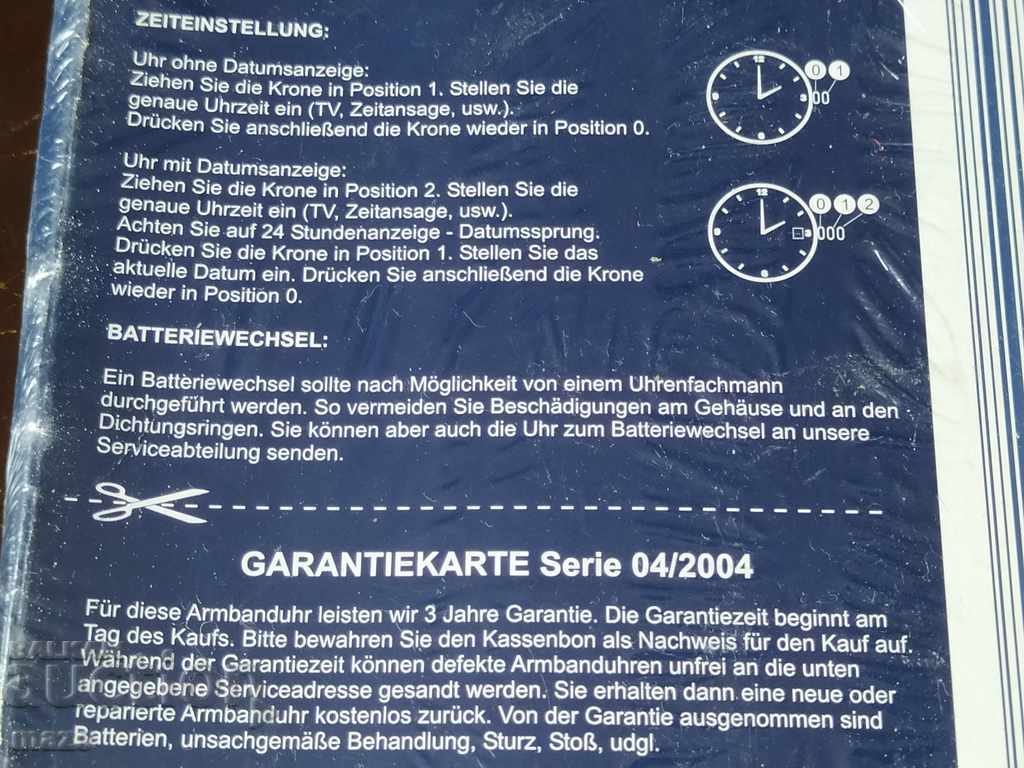 ZEITEINSTELLUNG:
Uhr ohne Datumsanzeige:
Ziehen Sie die Krone in Position 1. Stellen Sie die
genaue Uhrzeit ein (TV, Zeitansage, usw.).
Drücken Sie anschließend die Krone wieder in Position 0.
12
3
6
9
0 1
Uhr mit Datumsanzeige:
Ziehen Sie die Krone in Position 2. Stellen Sie die
genaue Uhrzeit ein (TV, Zeitansage, usw.).
Achten Sie auf 24 Stundenanzeige - Datumssprung.
Drücken Sie die Krone in Position 1. Stellen Sie das
aktuelle Datum ein. Drücken Sie anschließend die Krone
wieder in Position 0.
12
3
6
9
0 1 2
BATTERIEWECHSEL:
Ein Batteriewechsel sollte nach Möglichkeit von einem Uhrenfachmann
durchgeführt werden. So vermeiden Sie Beschädigungen am Gehäuse und an den
Dichtungsringen. Sie können aber auch die Uhr zum Batteriewechsel an unsere
Serviceabteilung senden.
GARANTIEKARTE Serie 04/2004
Für diese Armbanduhr leisten wir 3 Jahre Garantie. Die Garantiezeit beginnt am
Tag des Kaufs. Bitte bewahren Sie den Kassenbon als Nachweis für den Kauf auf.
Während der Garantiezeit können defekte Armbanduhren unfrei an die unten
angegebene Serviceadresse gesandt werden. Sie erhalten dann eine neue oder
reparierte Armbanduhr kostenlos zurück. Von der Garantie ausgenommen sind
Batterien, unsachgemäße Behandlung, Sturz, Stoß, udgl.